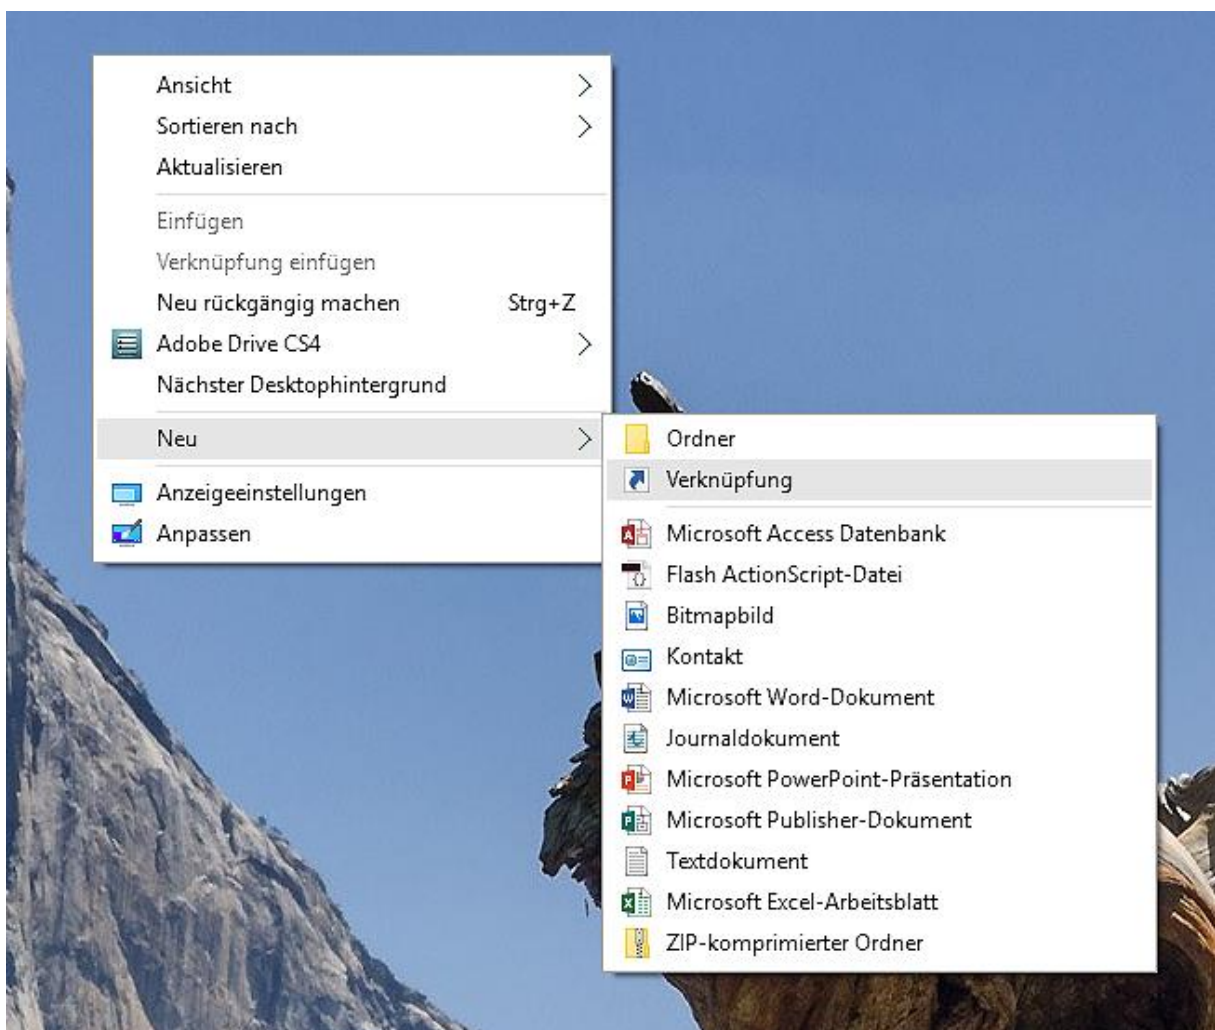 Ansicht
Sortieren nach
Aktualisieren
Einfügen
Verknüpfung einfügen
Neu rückgängig machen Strg+Z
Adobe Drive CS4
Nächster Desktophintergrund
Neu
Anzeigeeinstellungen
Anpassen
Ordner
Verknüpfung
Microsoft Access Datenbank
Flash ActionScript-Datei
Bitmapbild
Kontakt
Microsoft Word-Dokument
Journaldokument
Microsoft PowerPoint-Präsentation
Microsoft Publisher-Dokument
Textdokument
Microsoft Excel-Arbeitsblatt
ZIP-komprimierter Ordner